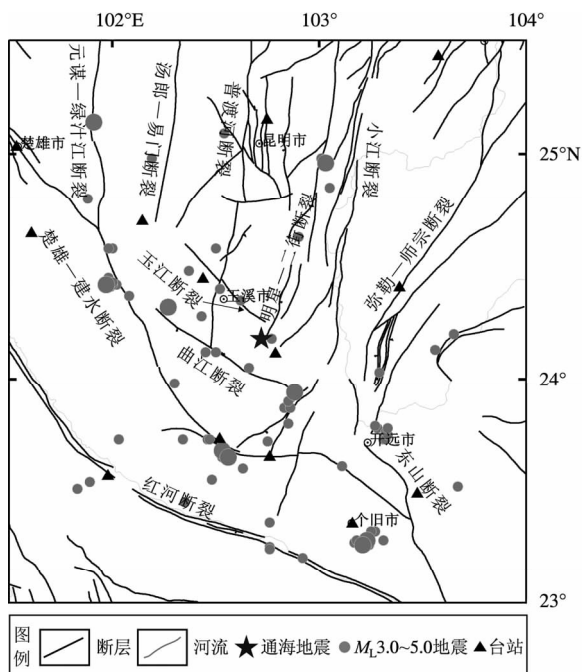 102°E
103°
104°
元谋—绿汁江断裂
汤郎—易门断裂
普渡河断裂
小江断裂
楚雄市
昆明市
25°N
楚雄—建水断裂
玉江断裂
玉溪市
明星—二街断裂
弥勒—师宗断裂
曲江断裂
24°
开远市
东山断裂
红河断裂
个旧市
23°
图例
断层
河流
通海地震
ML3.0~5.0地震
台站